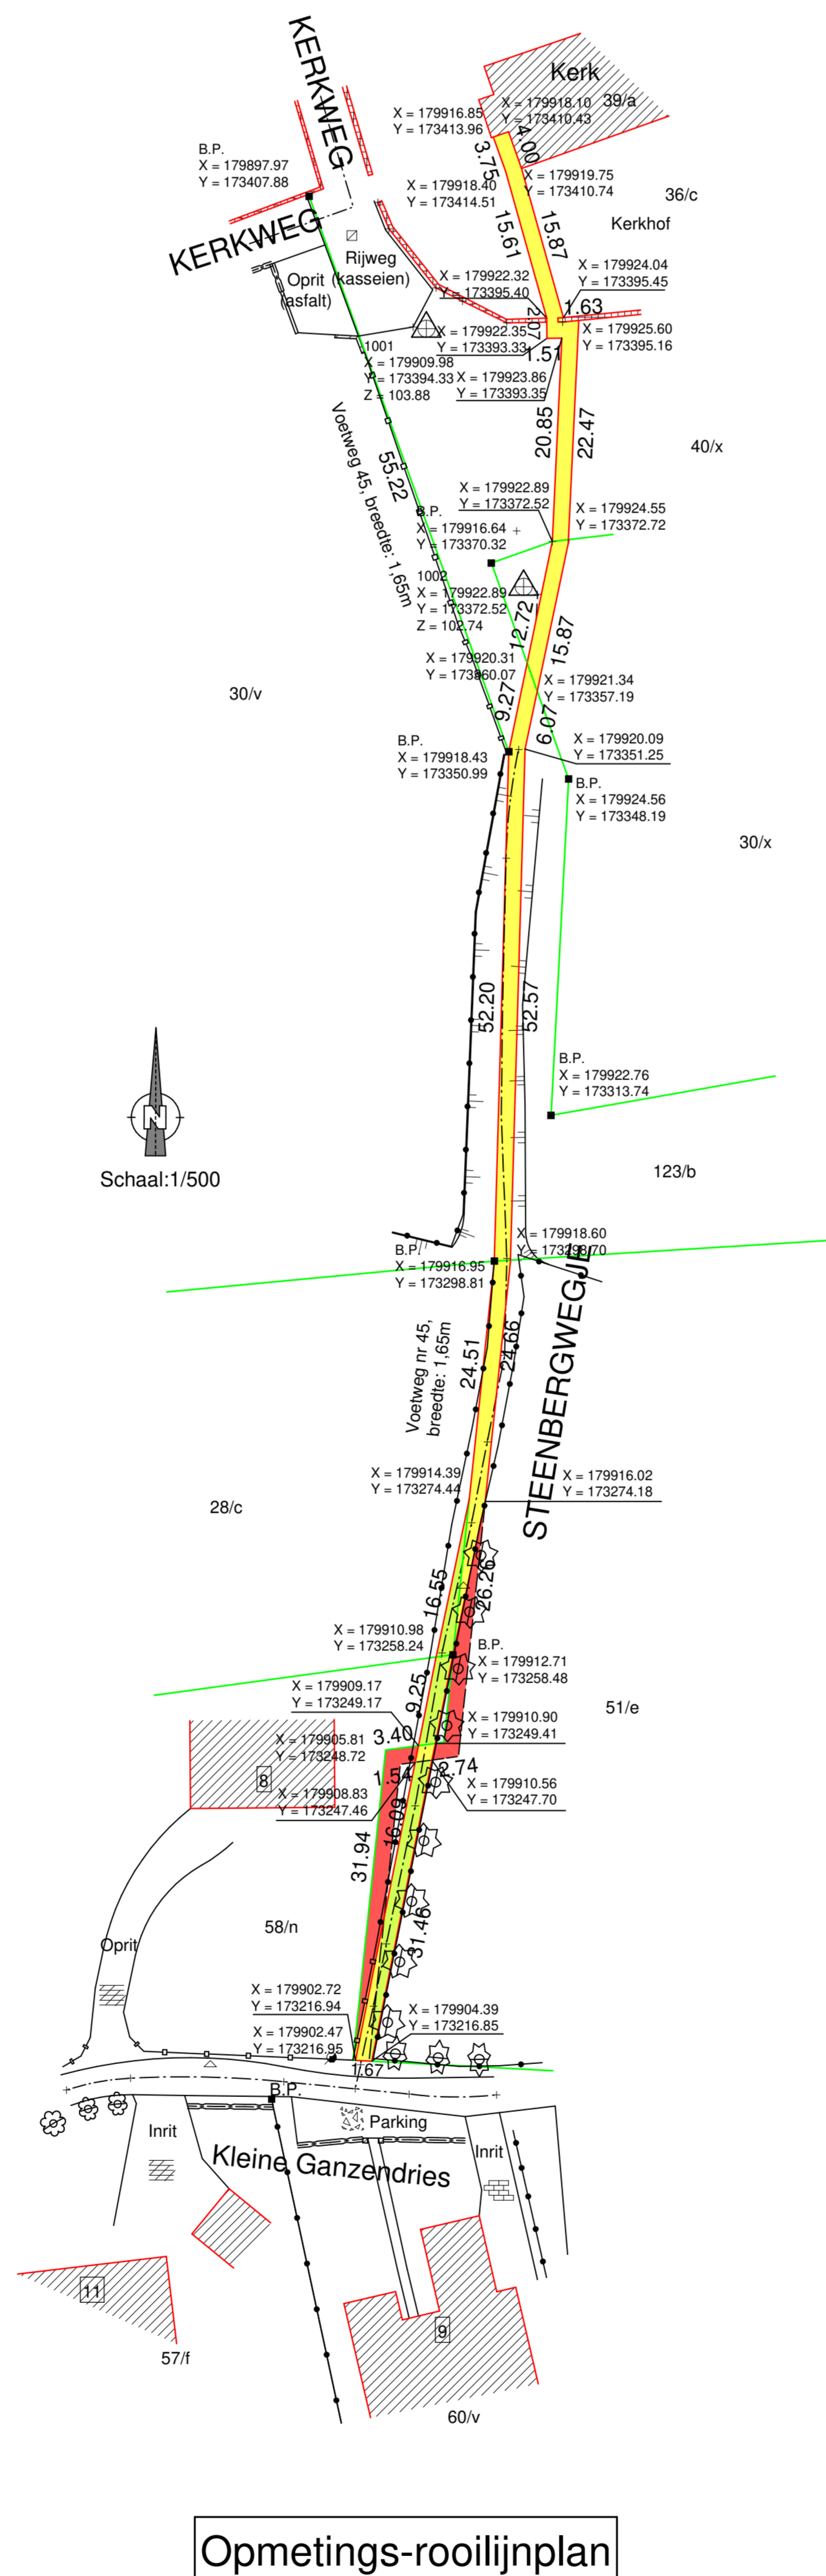 KERKWEG
Kerk
39/a
X = 179916.85
Y = 173413.96
X = 179918.10
Y = 173410.43
4.00
3.75
B.P.
X = 179897.97
Y = 173407.88
X = 179919.75
Y = 173410.74
X = 179918.40
Y = 173414.51
36/c
Kerkhof
KERKWEG
15.61
15.87
Rijweg
(kasseien)
Oprit
(asfalt)
X = 179922.32
Y = 173395.40
X = 179924.04
Y = 173395.45
1.63
2.07
X = 179922.35
Y = 173393.33
1.51
X = 179925.60
Y = 173395.16
1001
X = 179909.98
Y = 173394.33
Z = 103.88
X = 179923.86
Y = 173393.35
20.85
22.47
Voetweg 45, breedte: 1,65m
55.22
40/x
X = 179922.89
Y = 173372.52
X = 179924.55
Y = 173372.72
B.P.
X = 179916.64
Y = 173370.32
1002
X = 179922.89
Y = 173372.52
Z = 102.74
12.72
15.87
X = 179920.31
Y = 173360.07
30/v
9.27
X = 179921.34
Y = 173357.19
6.07
B.P.
X = 179918.43
Y = 173350.99
X = 179920.09
Y = 173351.25
B.P.
X = 179924.56
Y = 173348.19
30/x
52.20
52.57
B.P.
X = 179922.76
Y = 173313.74
N
Schaal:1/500
123/b
B.P.
X = 179916.95
Y = 173298.81
X = 179918.60
Y = 173298.70
Voetweg nr 45,
breedte: 1,65m
24.51
24.66
STEENBERGWEGJE
X = 179914.39
Y = 173274.44
X = 179916.02
Y = 173274.18
28/c
16.55
26.26
X = 179910.98
Y = 173258.24
B.P.
X = 179912.71
Y = 173258.48
X = 179909.17
Y = 173249.17
9.25
51/e
X = 179910.90
Y = 173249.41
X = 179905.81
Y = 173248.72
3.40
8
1.54
2.74
X = 179908.83
Y = 173247.46
X = 179910.56
Y = 173247.70
16.09
31.94
31.46
58/n
Oprit
X = 179902.72
Y = 173216.94
X = 179904.39
Y = 173216.85
X = 179902.47
Y = 173216.95
1.67
B.P.
Parking
Inrit
Inrit
Kleine Ganzendries
11
9
57/f
60/v
Opmetings-rooilijnplan